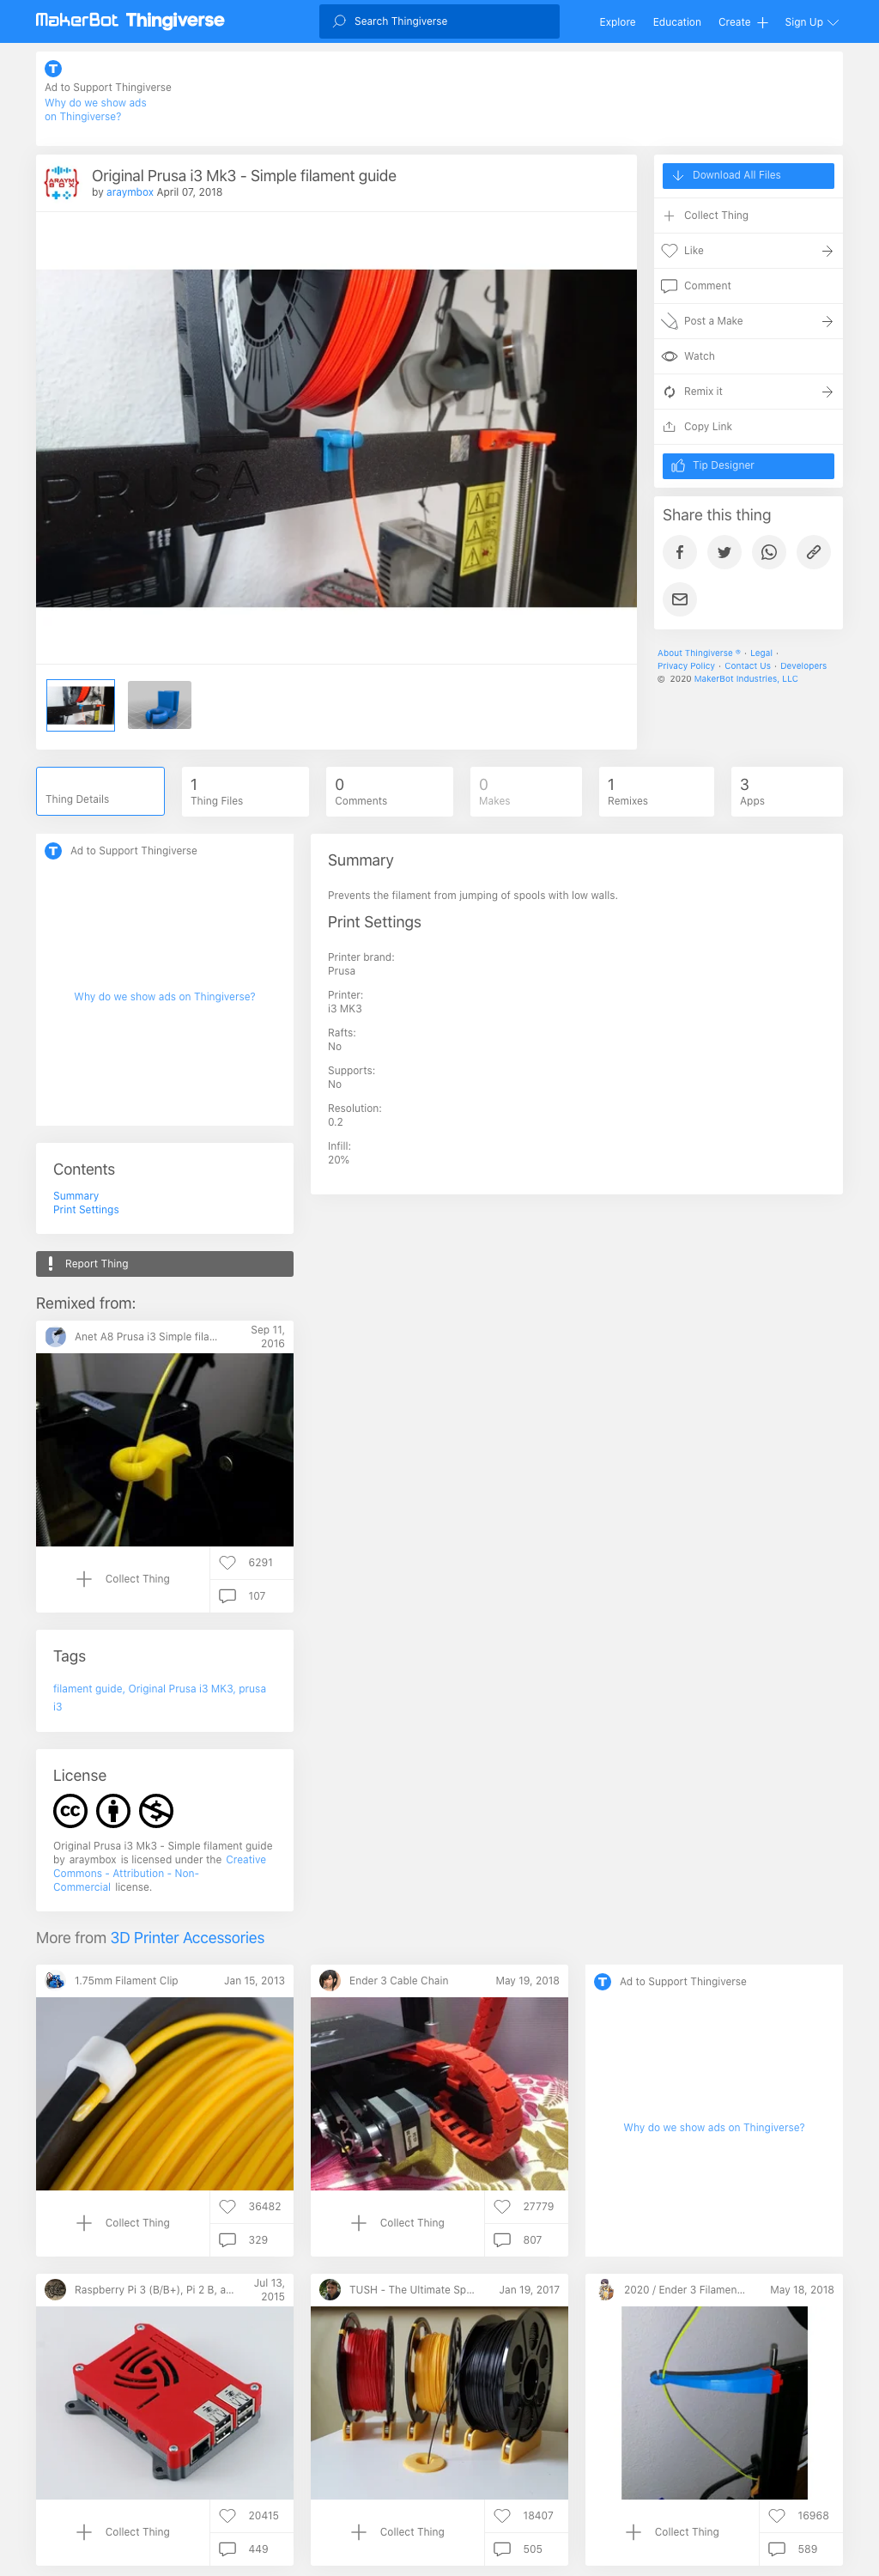 MakerBot Thingiverse
Search Thingiverse
Explore
Education
Create
Sign Up
Ad to Support Thingiverse
Why do we show ads
on Thingiverse?
ARAYM
BOX
Original Prusa i3 Mk3 - Simple filament guide
by araymbox April 07, 2018
PRUSA
Download All Files
Collect Thing
Like
Comment
Post a Make
Watch
Remix it
Copy Link
Tip Designer
Share this thing
About Thingiverse ® · Legal ·
Privacy Policy · Contact Us · Developers
© 2020 MakerBot Industries, LLC
Thing Details
1
Thing Files
0
Comments
0
Makes
1
Remixes
3
Apps
Ad to Support Thingiverse
Why do we show ads on Thingiverse?
Contents
Summary
Print Settings
Report Thing
Summary
Prevents the filament from jumping of spools with low walls.
Print Settings
Printer brand:
Prusa
Printer:
i3 MK3
Rafts:
No
Supports:
No
Resolution:
0.2
Infill:
20%
Remixed from:
Anet A8 Prusa i3 Simple fila...
Sep 11,
2016
Collect Thing
6291
107
Tags
filament guide, Original Prusa i3 MK3, prusa
i3
License
cc
Original Prusa i3 Mk3 - Simple filament guide
by araymbox is licensed under the Creative
Commons - Attribution - Non-
Commercial license.
More from 3D Printer Accessories
1.75mm Filament Clip
Jan 15, 2013
Collect Thing
36482
329
Ender 3 Cable Chain
May 19, 2018
Collect Thing
27779
807
Ad to Support Thingiverse
Why do we show ads on Thingiverse?
Raspberry Pi 3 (B/B+), Pi 2 B, a...
Jul 13,
2015
Collect Thing
20415
449
TUSH - The Ultimate Sp...
Jan 19, 2017
Collect Thing
18407
505
2020 / Ender 3 Filamen...
May 18, 2018
Collect Thing
16968
589